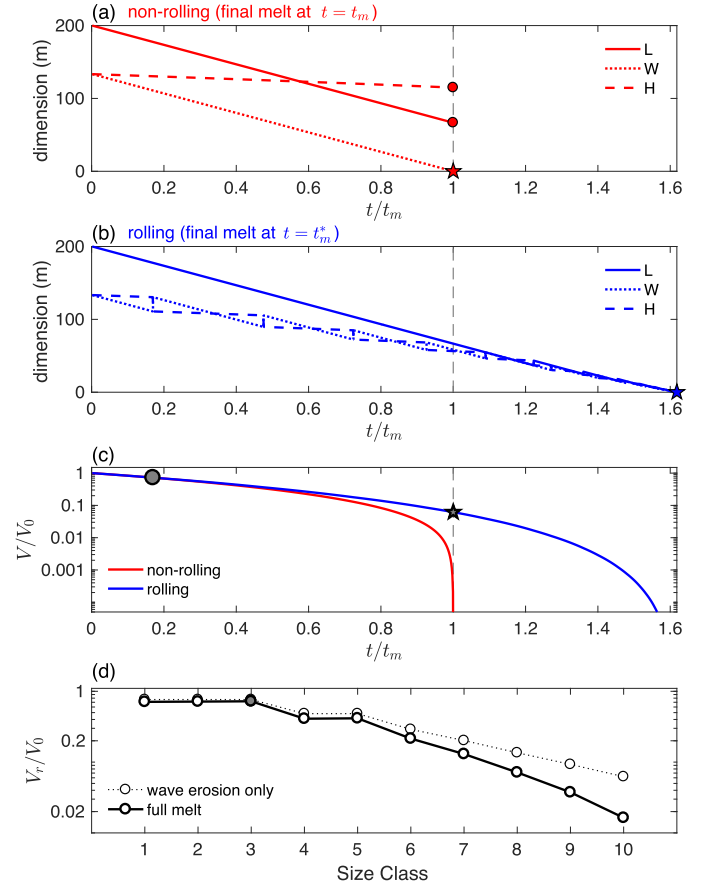 (a) non-rolling (final melt at t = t_m)
dimension (m)
200
100
0
L
W
H
0 0.2 0.4 0.6 0.8 1 1.2 1.4 1.6
t/t_m
(b) rolling (final melt at t = t_m^*)
dimension (m)
200
100
0
L
W
H
0 0.2 0.4 0.6 0.8 1 1.2 1.4 1.6
t/t_m
(c)
V/V_0
1
0.1
0.01
0.001
non-rolling
rolling
0 0.2 0.4 0.6 0.8 1 1.2 1.4 1.6
t/t_m
(d)
V_r/V_0
1
0.2
0.02
wave erosion only
full melt
1 2 3 4 5 6 7 8 9 10
Size Class